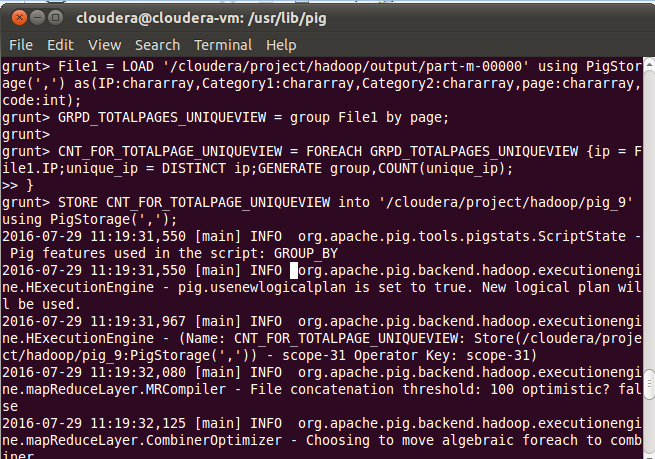 cloudera@cloudera-vm: /usr/lib/pig
File Edit View Search Terminal Help
grunt> File1 = LOAD '/cloudera/project/hadoop/output/part-m-00000' using PigStor
age(',') as(IP:chararray,Category1:chararray,Category2:chararray,page:chararray,
code:int);
grunt> GRPD_TOTALPAGES_UNIQUEVIEW = group File1 by page;
grunt>
grunt> CNT_FOR_TOTALPAGE_UNIQUEVIEW = FOREACH GRPD_TOTALPAGES_UNIQUEVIEW {ip = F
ile1.IP;unique_ip = DISTINCT ip;GENERATE group,COUNT(unique_ip);
>> }
grunt> STORE CNT_FOR_TOTALPAGE_UNIQUEVIEW into '/cloudera/project/hadoop/pig_9'
using PigStorage(',');
2016-07-29 11:19:31,550 [main] INFO  org.apache.pig.tools.pigstats.ScriptState -
 Pig features used in the script: GROUP_BY
2016-07-29 11:19:31,550 [main] INFO  org.apache.pig.backend.hadoop.executionengi
ne.HExecutionEngine - pig.usenewlogicalplan is set to true. New logical plan wil
l be used.
2016-07-29 11:19:31,967 [main] INFO  org.apache.pig.backend.hadoop.executionengi
ne.HExecutionEngine - (Name: CNT_FOR_TOTALPAGE_UNIQUEVIEW: Store(/cloudera/proje
ct/hadoop/pig_9:PigStorage(',')) - scope-31 Operator Key: scope-31)
2016-07-29 11:19:32,080 [main] INFO  org.apache.pig.backend.hadoop.executionengi
ne.mapReduceLayer.MRCompiler - File concatenation threshold: 100 optimistic? fal
se
2016-07-29 11:19:32,125 [main] INFO  org.apache.pig.backend.hadoop.executionengi
ne.mapReduceLayer.CombinerOptimizer - Choosing to move algebraic foreach to comb
iner